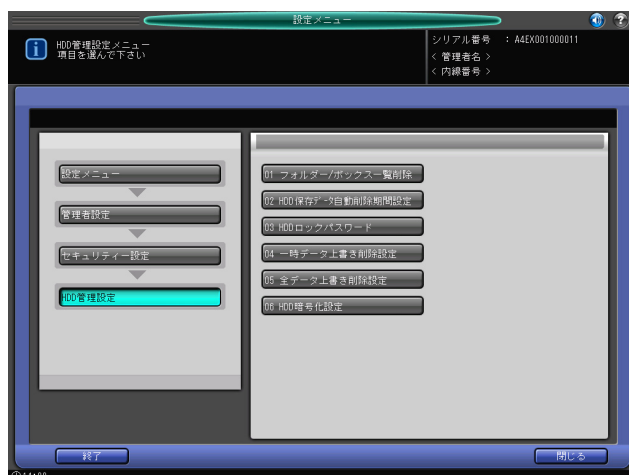 設定メニュー
HDD管理設定メニュー
項目を選んで下さい
シリアル番号 : A4EX001000011
< 管理者名 >
< 内線番号 >
設定メニュー
管理者設定
セキュリティー設定
HDD管理設定
01 フォルダー/ボックス一覧削除
02 HDD保存ﾃﾞｰﾀ自動削除期間設定
03 HDDロックパスワード
04 一時データ上書き削除設定
05 全データ上書き削除設定
06 HDD暗号化設定
終了
閉じる